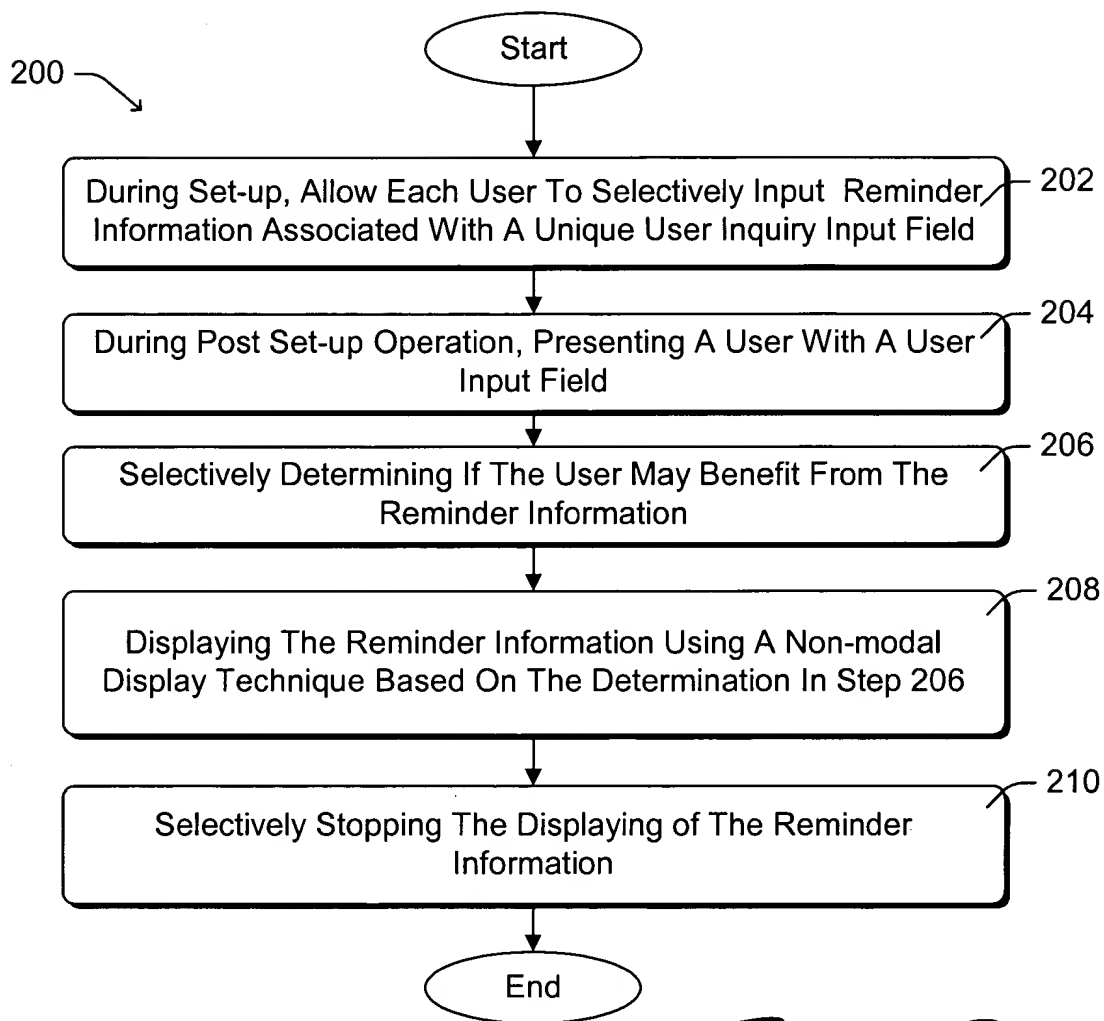 Start
200
During Set-up, Allow Each User To Selectively Input Reminder
Information Associated With A Unique User Inquiry Input Field
202
During Post Set-up Operation, Presenting A User With A User
Input Field
204
Selectively Determining If The User May Benefit From The
Reminder Information
206
Displaying The Reminder Information Using A Non-modal
Display Technique Based On The Determination In Step 206
208
Selectively Stopping The Displaying of The Reminder
Information
210
End